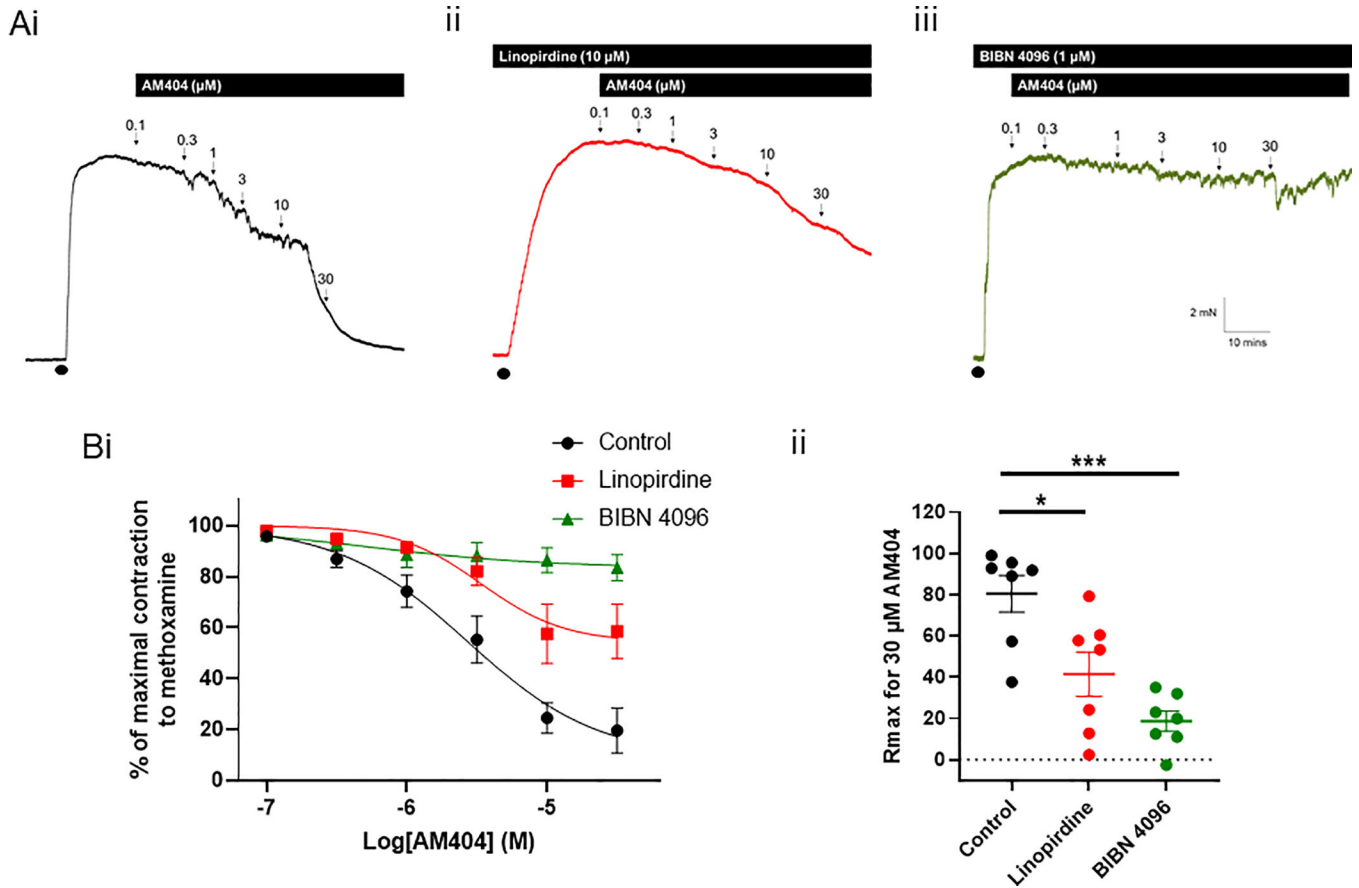 Ai
ii
iii
Linopirdine (10 µM)
BIBN 4096 (1 µM)
AM404 (µM)
AM404 (µM)
AM404 (µM)
0.1
0.3
1
3
10
30
0.1
0.3
1
3
10
30
0.1
0.3
1
3
10
30
2 mN
10 mins
Bi
Control
Linopirdine
BIBN 4096
% of maximal contraction
to methoxamine
100
80
60
40
20
0
-7
-6
-5
Log[AM404] (M)
ii
***
*
Rmax for 30 µM AM404
120
100
80
60
40
20
0
Control
Linopirdine
BIBN 4096